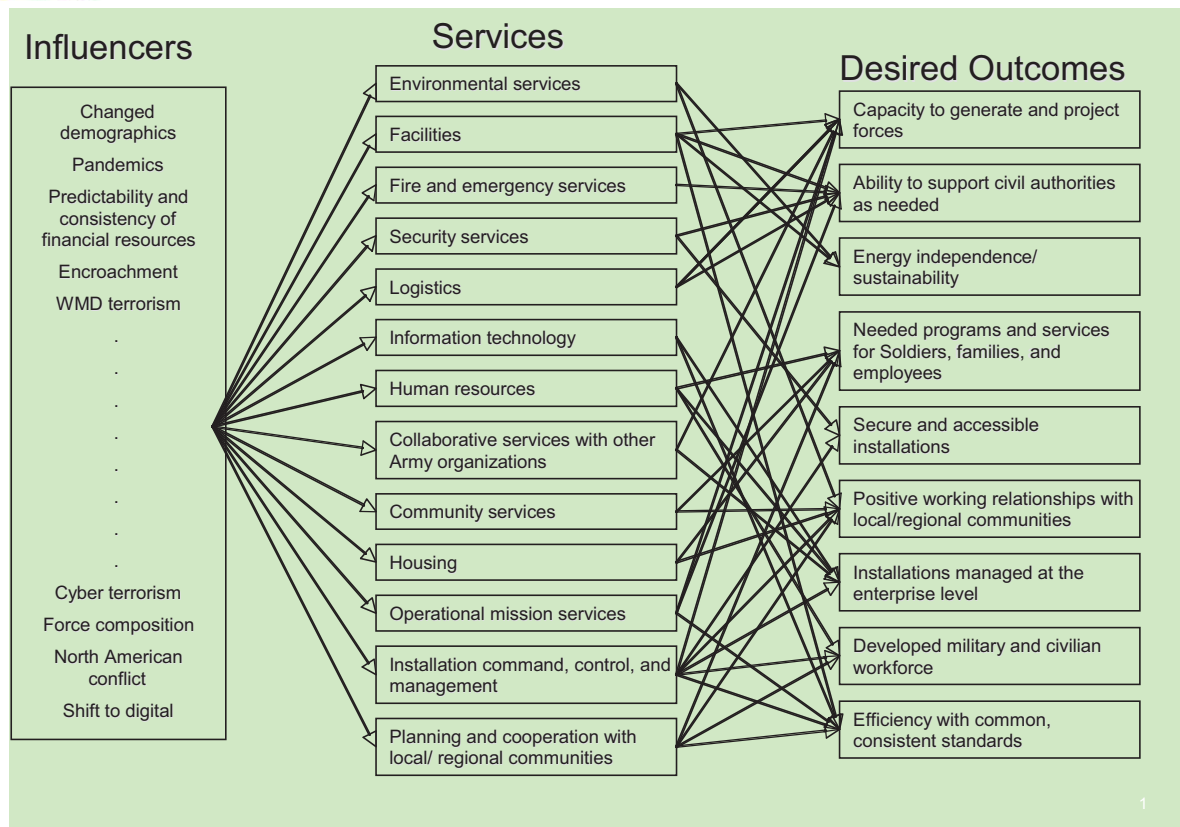 Influencers
Changed
demographics
Pandemics
Predictability and
consistency of
financial resources
Encroachment
WMD terrorism
.
.
.
.
.
.
.
.
Cyber terrorism
Force composition
North American
conflict
Shift to digital
Services
Environmental services
Facilities
Fire and emergency services
Security services
Logistics
Information technology
Human resources
Collaborative services with other
Army organizations
Community services
Housing
Operational mission services
Installation command, control, and
management
Planning and cooperation with
local/ regional communities
Desired Outcomes
Capacity to generate and project
forces
Ability to support civil authorities
as needed
Energy independence/
sustainability
Needed programs and services
for Soldiers, families, and
employees
Secure and accessible
installations
Positive working relationships with
local/regional communities
Installations managed at the
enterprise level
Developed military and civilian
workforce
Efficiency with common,
consistent standards
1